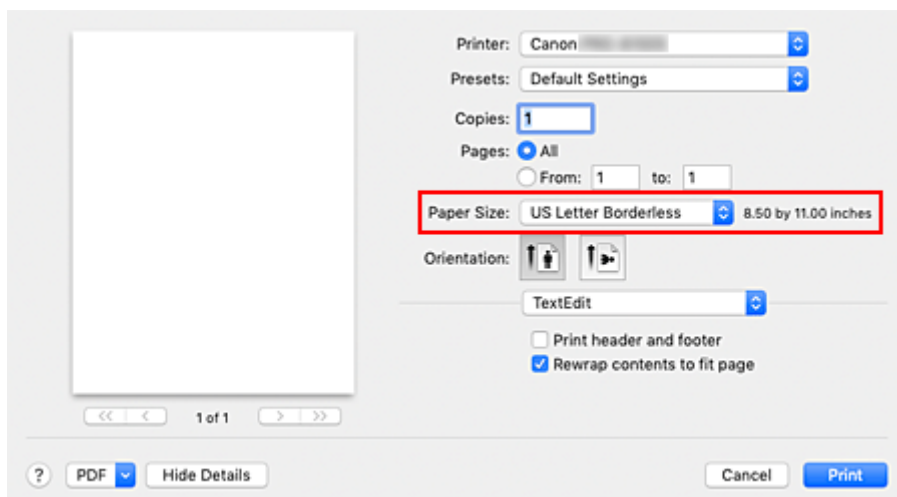 Printer: Canon
Presets: Default Settings
Copies: 1
Pages: All
From: 1 to: 1
Paper Size: US Letter Borderless 8.50 by 11.00 inches
Orientation:
TextEdit
Print header and footer
Rewrap contents to fit page
<< < 1 of 1 > >>
? PDF Hide Details Cancel Print